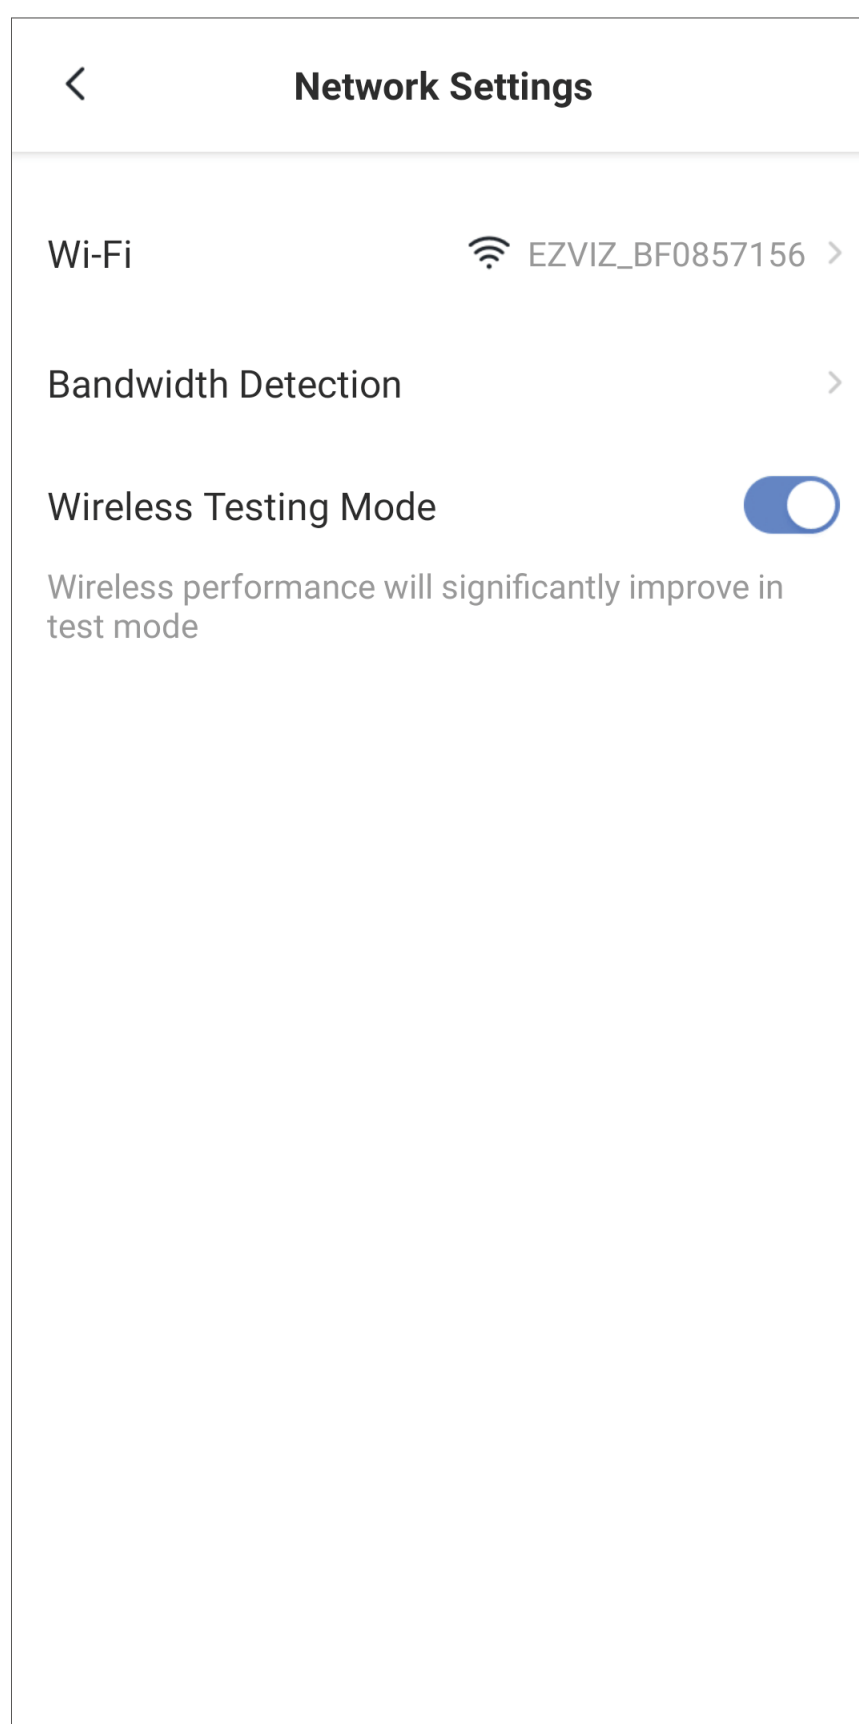 Network Settings
Wi-Fi EZVIZ_BF0857156
Bandwidth Detection
Wireless Testing Mode
Wireless performance will significantly improve in
test mode